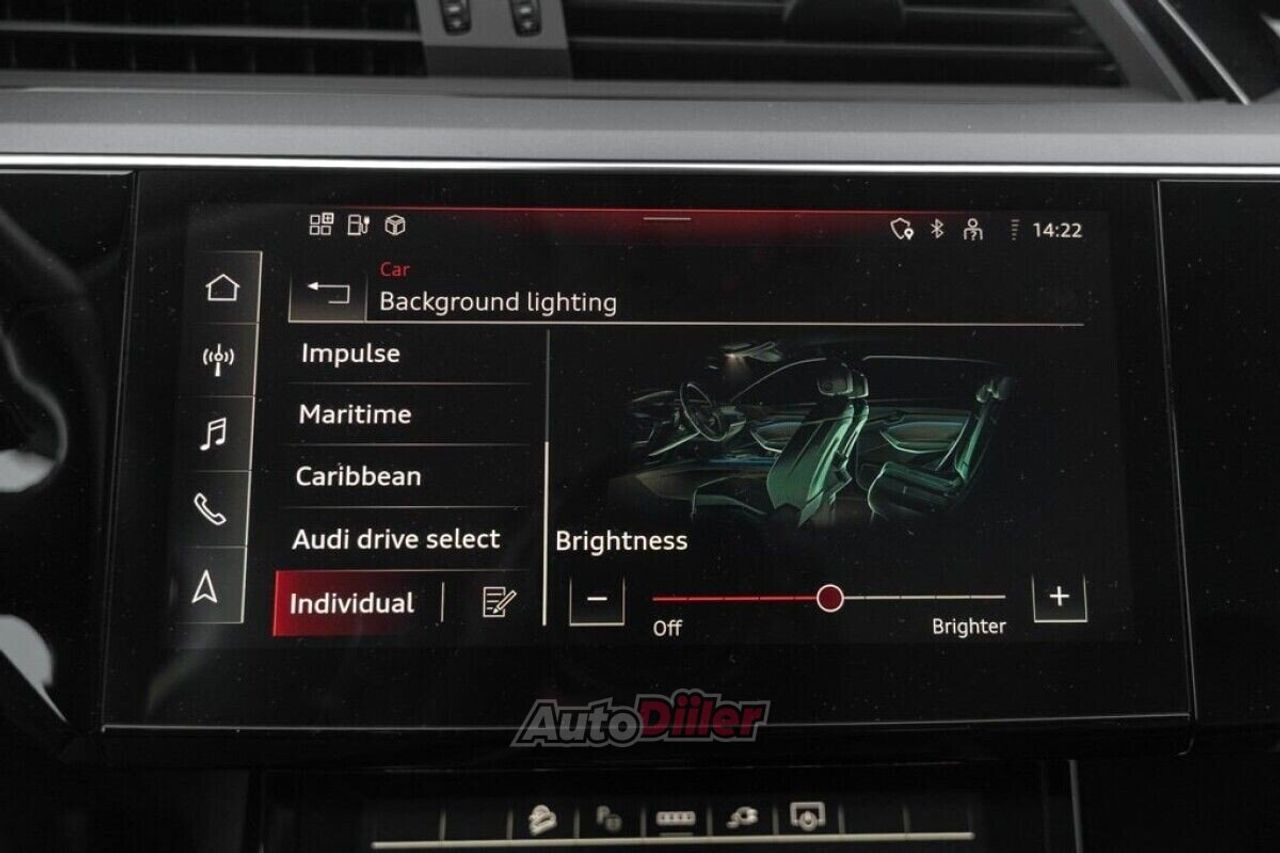 14:22
Car
Background lighting
Impulse
Maritime
Caribbean
Audi drive select
Individual
Brightness
−
+
Off
Brighter
AutoDiiler